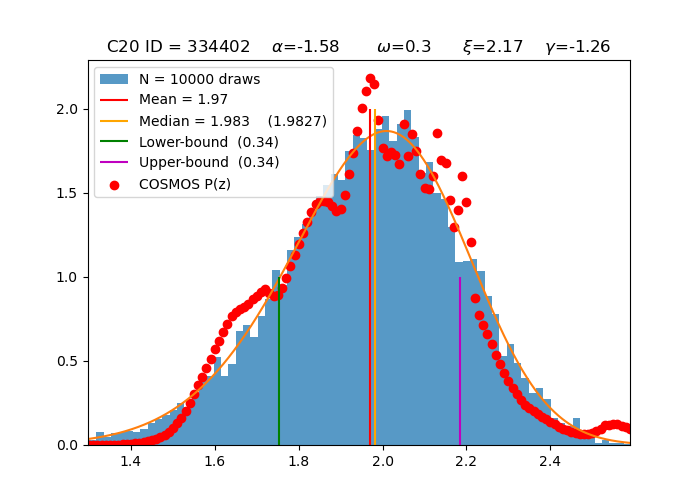 C20 ID = 334402 α=-1.58 ω=0.3 ξ=2.17 γ=-1.26
N = 10000 draws
Mean = 1.97
Median = 1.983 (1.9827)
Lower-bound (0.34)
Upper-bound (0.34)
COSMOS P(z)
2.0
1.5
1.0
0.5
0.0
1.4 1.6 1.8 2.0 2.2 2.4